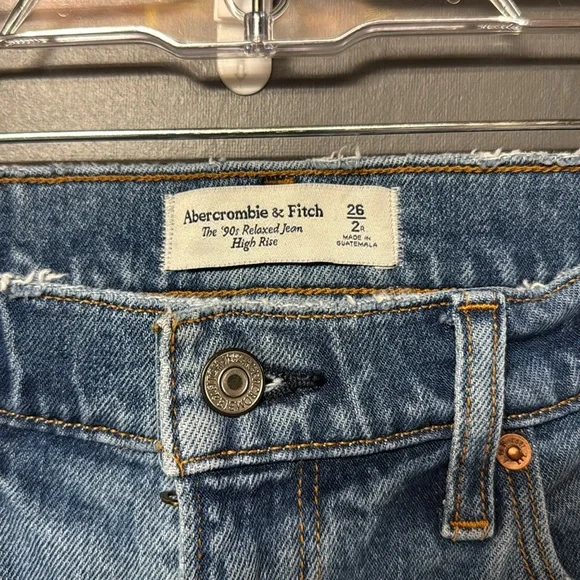 Abercrombie & Fitch
The '90s Relaxed Jean
High Rise
26
2R
MADE IN
GUATEMALA